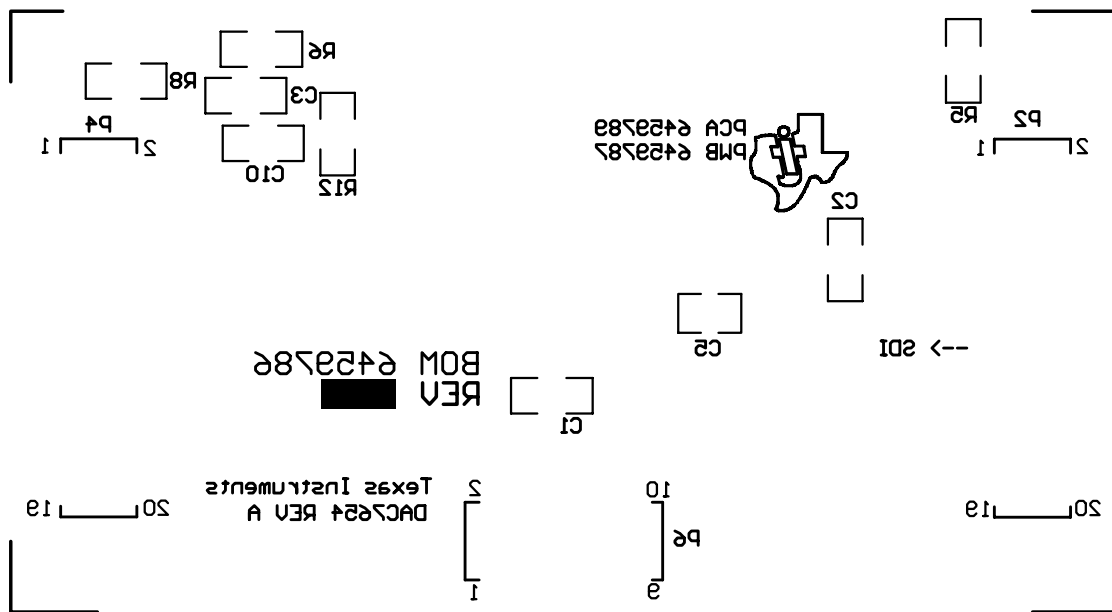 R6
R8
C3
R5
P4
P2
1
2
PCA 6459789
PWB 6459787
1
2
C10
R12
C2
C5
--> SDI
BOM 6459786
REV
C1
Texas Instruments
DAC7654 REV A
2
10
19
20
19
20
P6
1
9